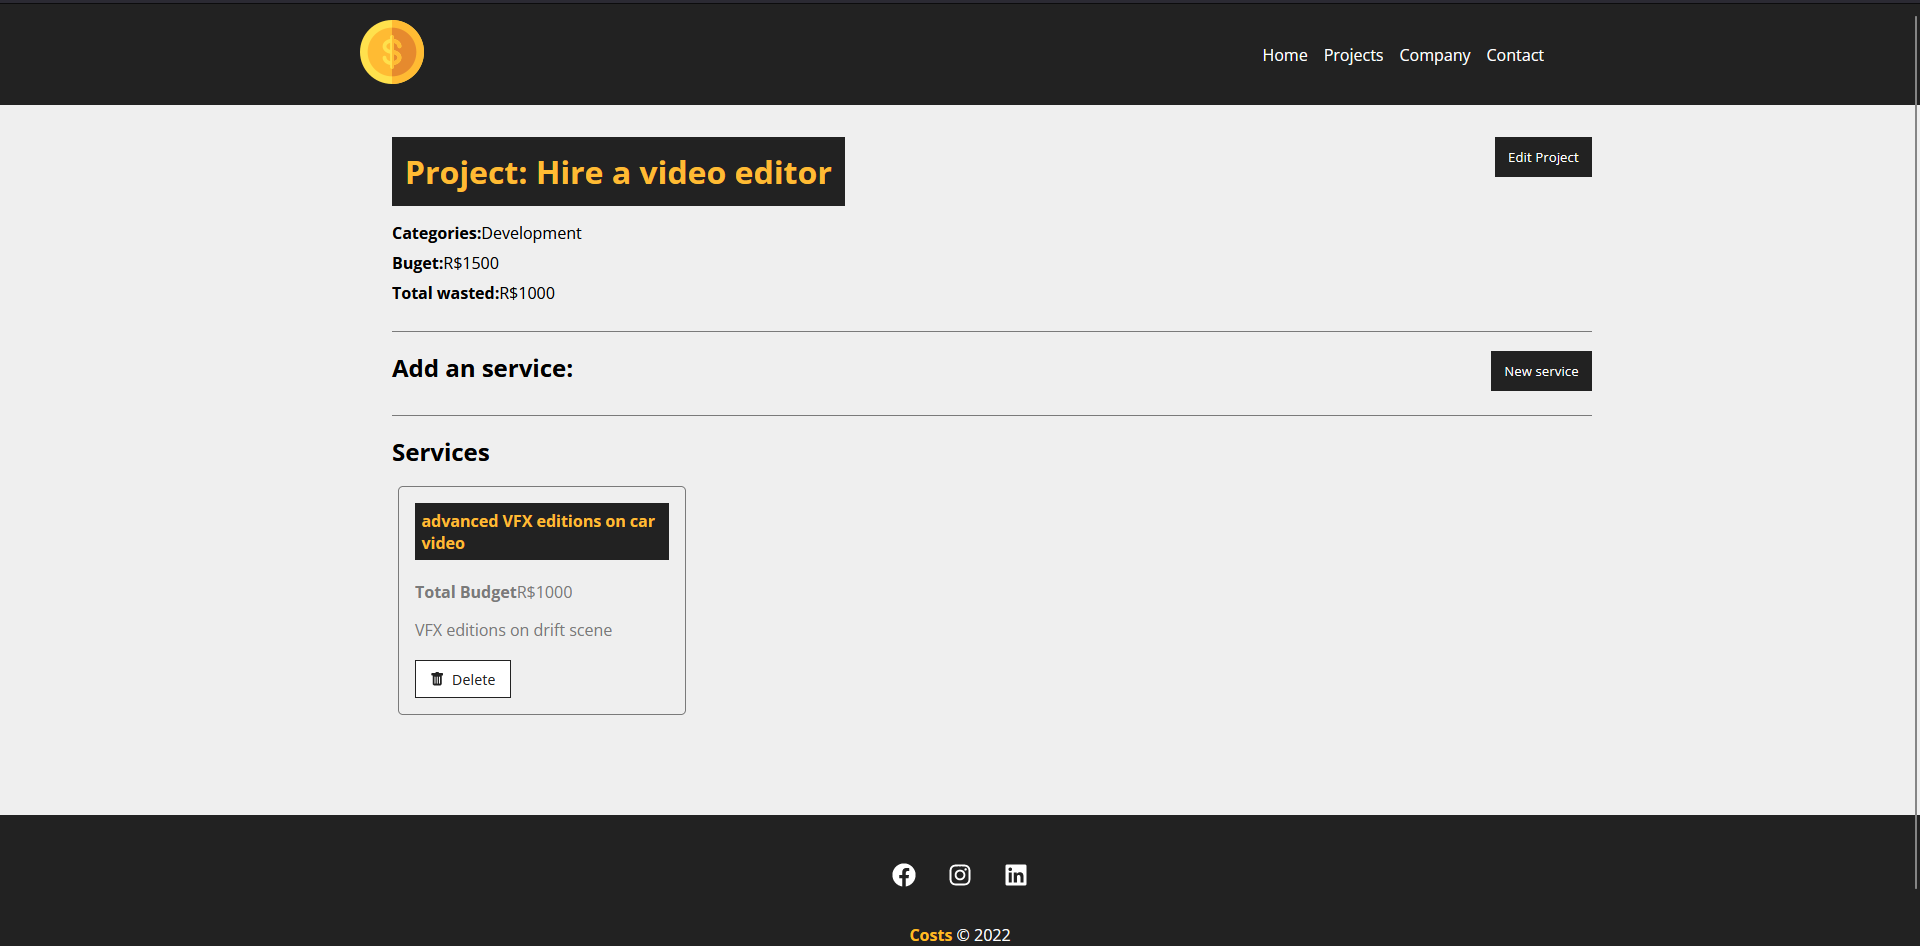 $
Home Projects Company Contact
Project: Hire a video editor
Edit Project
Categories:Development
Buget:R$1500
Total wasted:R$1000
Add an service:
New service
Services
advanced VFX editions on car
video
Total BudgetR$1000
VFX editions on drift scene
Delete
Costs © 2022